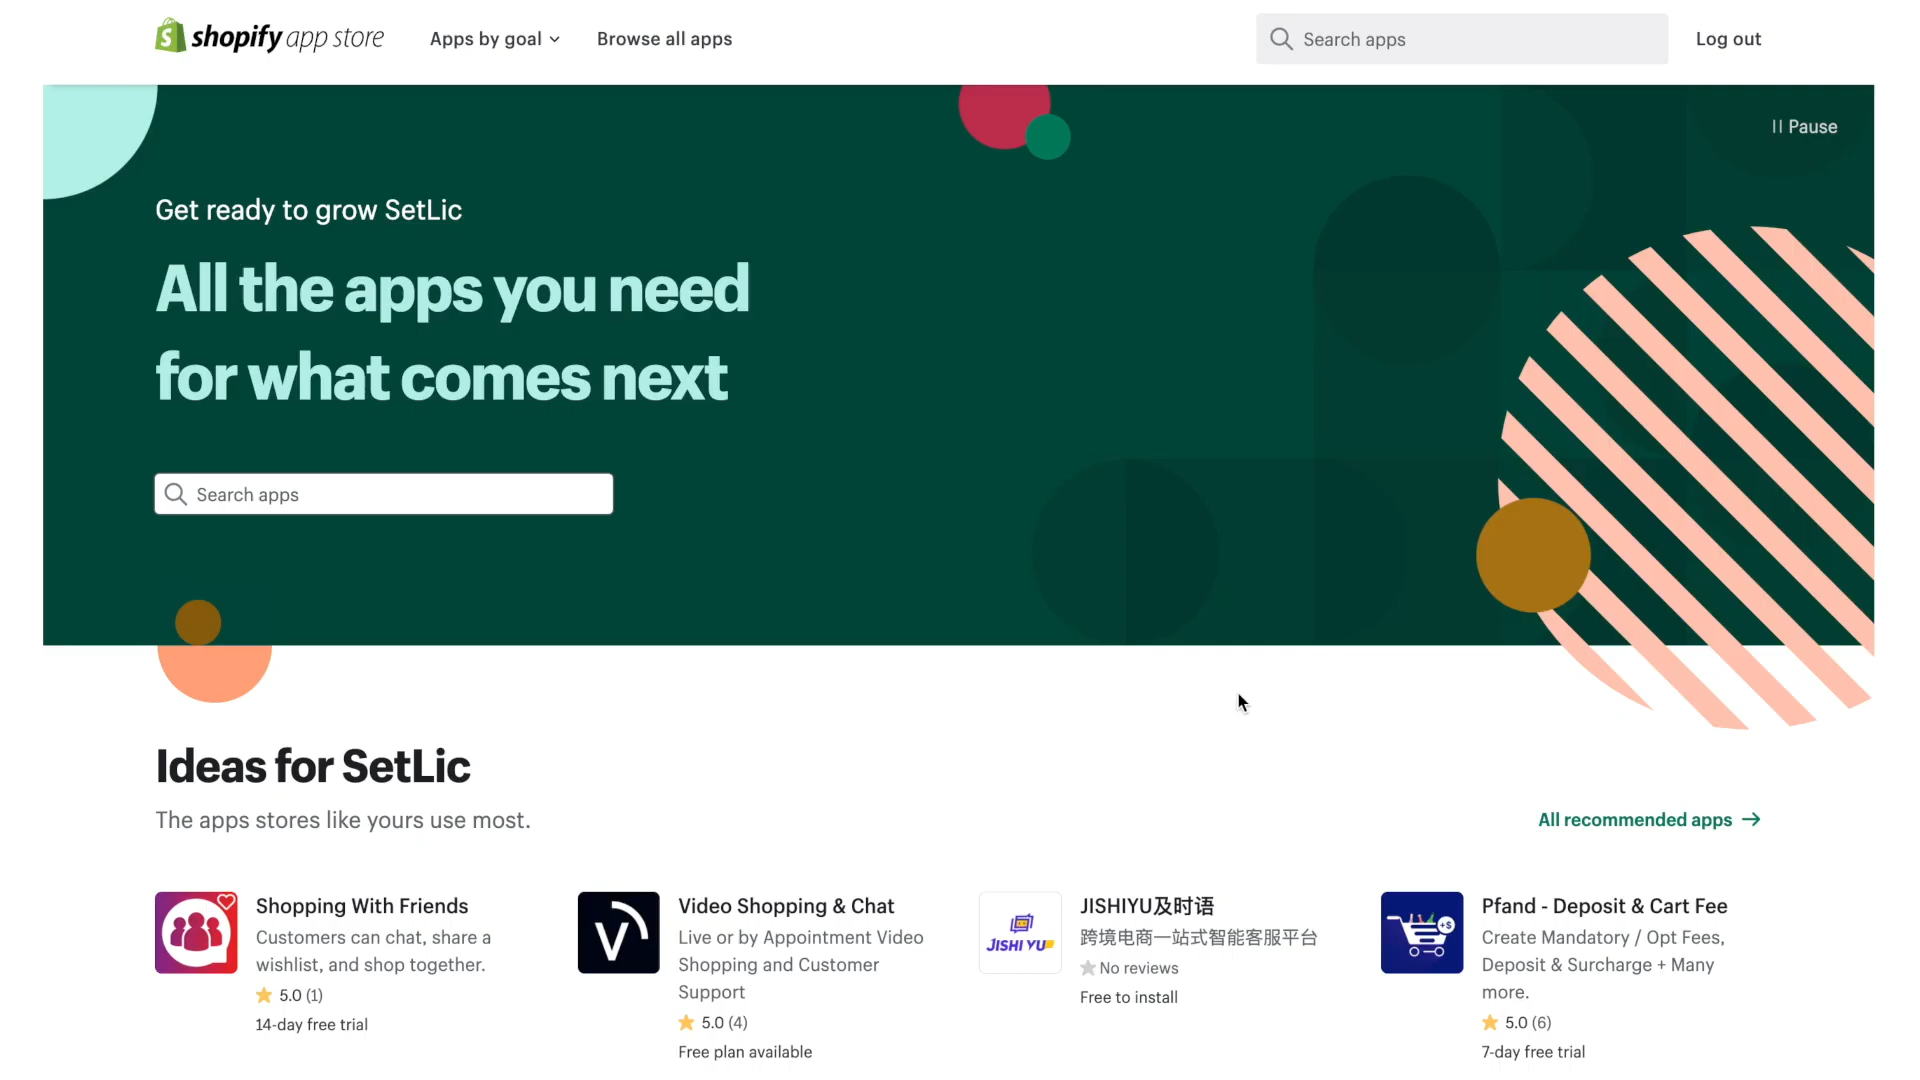 shopify app store
Apps by goal
Browse all apps
Search apps
Log out
Pause
Get ready to grow SetLic
All the apps you need
for what comes next
Search apps
Ideas for SetLic
The apps stores like yours use most.
All recommended apps
Shopping With Friends
Customers can chat, share a
wishlist, and shop together.
5.0 (1)
14-day free trial
Video Shopping & Chat
Live or by Appointment Video
Shopping and Customer
Support
5.0 (4)
Free plan available
JISHI YU
JISHIYU及时语
跨境电商一站式智能客服平台
No reviews
Free to install
+$
Pfand - Deposit & Cart Fee
Create Mandatory / Opt Fees,
Deposit & Surcharge + Many
more.
5.0 (6)
7-day free trial